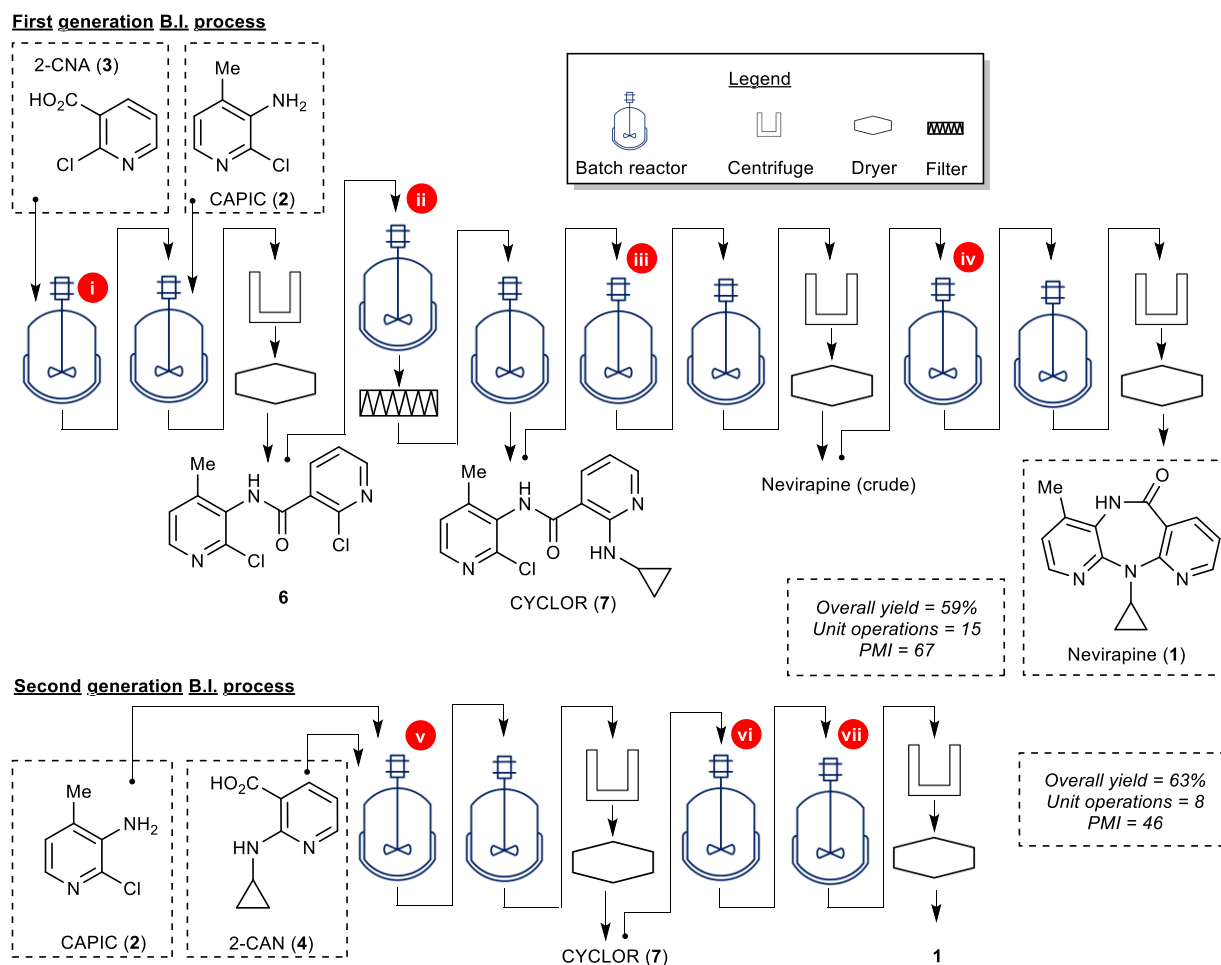 First generation B.I. process
2-CNA (3)
HO2C
Cl
N
Me
NH2
N
Cl
CAPIC (2)
Legend
Batch reactor
Centrifuge
Dryer
Filter
i
ii
iii
iv
Me
H
N
N
Cl
O
N
Cl
6
Me
H
N
N
Cl
O
N
HN
CYCLOR (7)
Nevirapine (crude)
Me
HN
O
N
N
N
Nevirapine (1)
Overall yield = 59%
Unit operations = 15
PMI = 67
Second generation B.I. process
Me
NH2
N
Cl
CAPIC (2)
HO2C
HN
N
2-CAN (4)
v
vi
vii
CYCLOR (7)
1
Overall yield = 63%
Unit operations = 8
PMI = 46